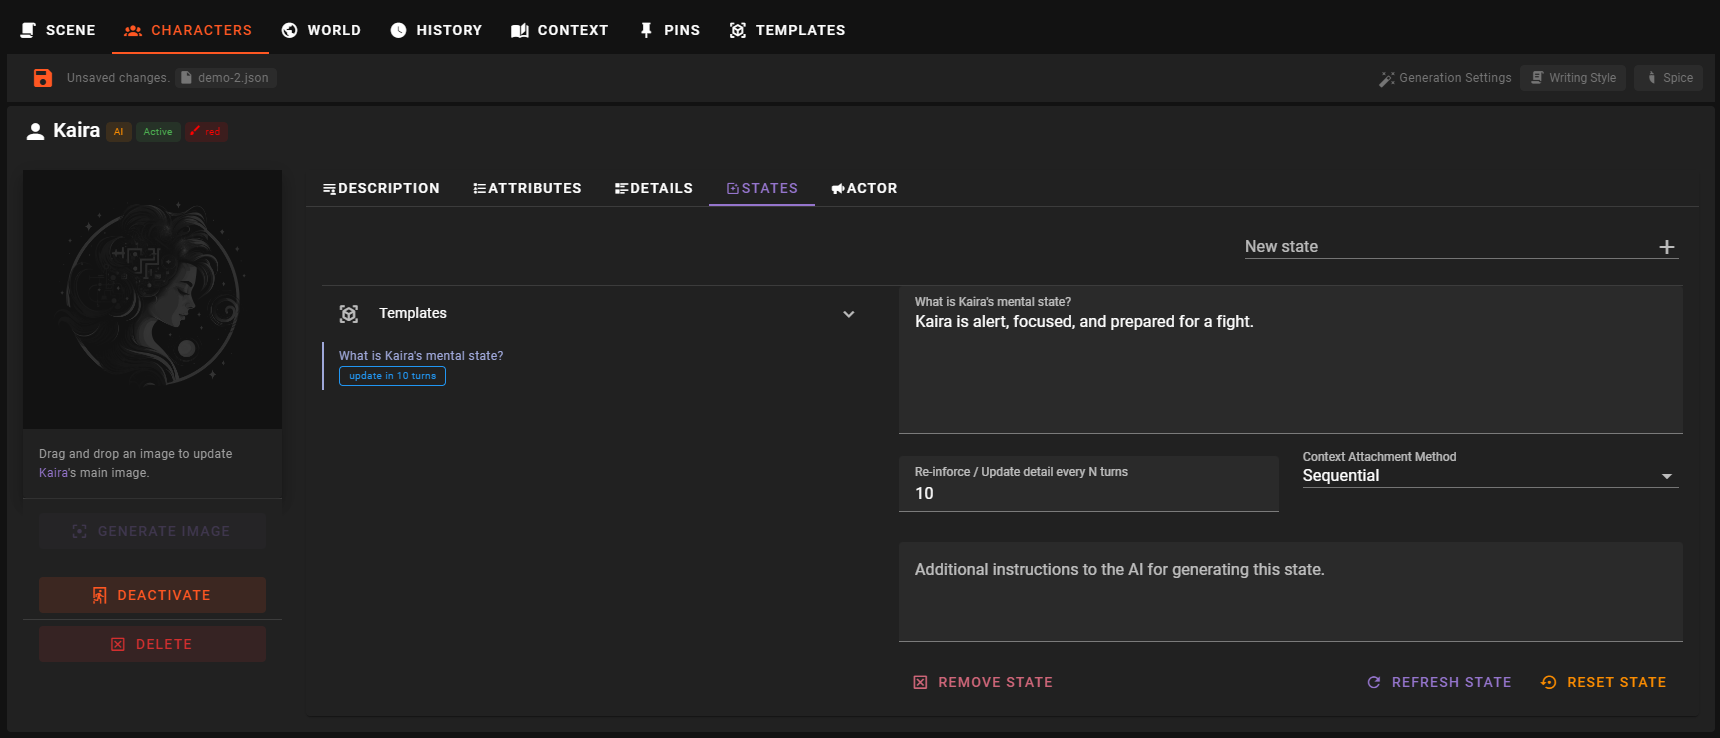 SCENE CHARACTERS WORLD HISTORY CONTEXT PINS TEMPLATES
Unsaved changes. demo-2.json Generation Settings Writing Style Spice
Kaira AI Active red
DESCRIPTION ATTRIBUTES DETAILS STATES ACTOR
New state
Templates
What is Kaira's mental state?
update in 10 turns
What is Kaira's mental state?
Kaira is alert, focused, and prepared for a fight.
Re-inforce / Update detail every N turns
10
Context Attachment Method
Sequential
Additional instructions to the AI for generating this state.
REMOVE STATE REFRESH STATE RESET STATE
Drag and drop an image to update
Kaira's main image.
GENERATE IMAGE
DEACTIVATE
DELETE